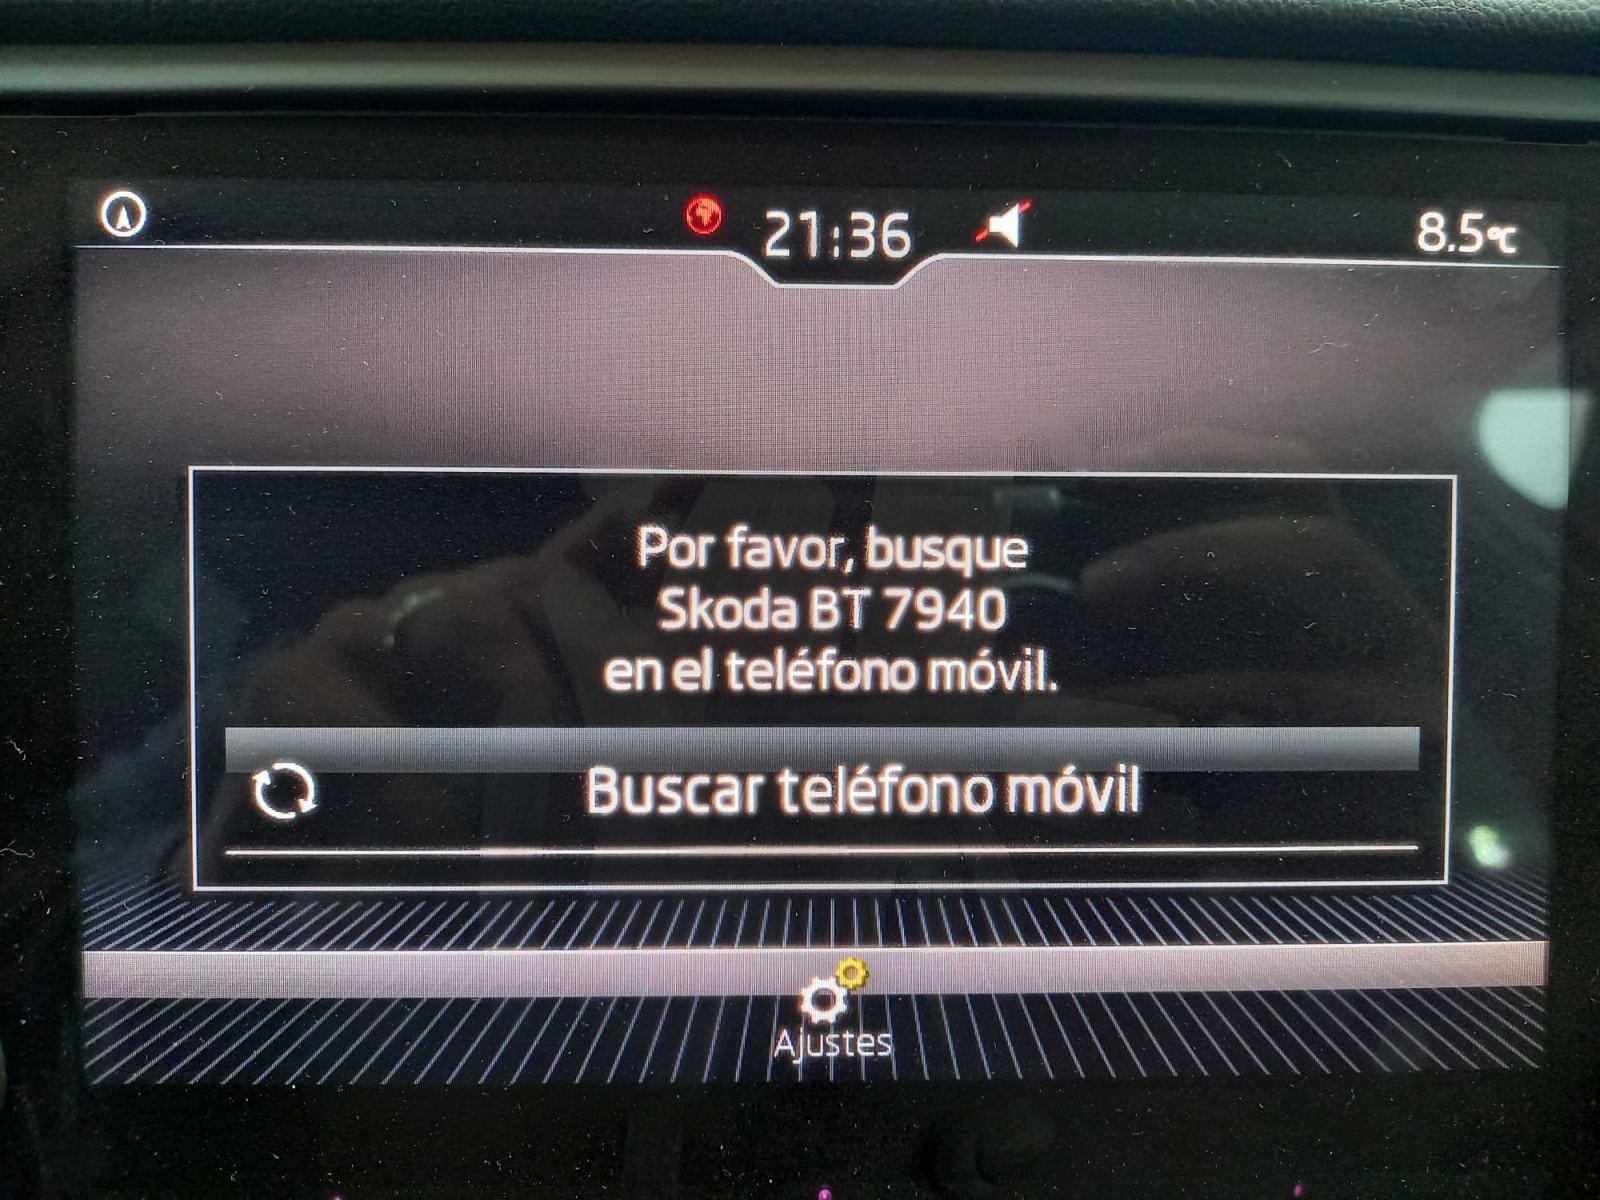 21:36
8.5°C
Por favor, busque
Skoda BT 7940
en el teléfono móvil.
Buscar teléfono móvil
Ajustes